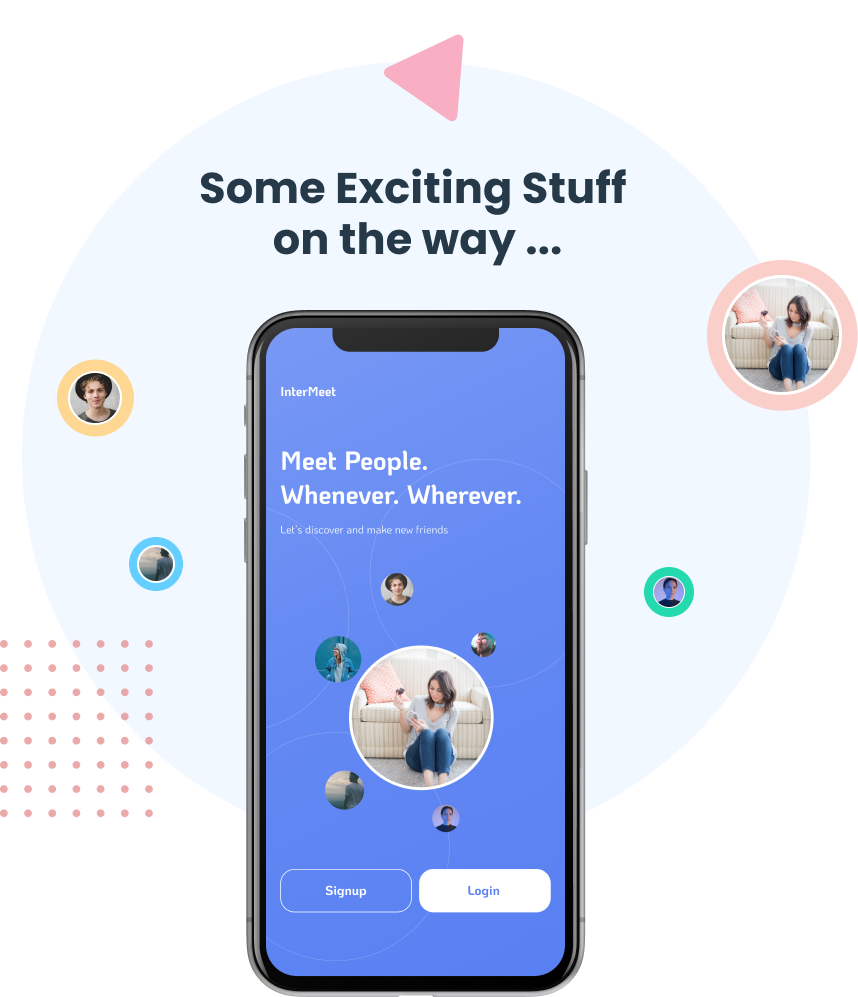 Some Exciting Stuff
on the way ...
InterMeet
Meet People.
Whenever. Wherever.
Let's discover and make new friends
Signup
Login